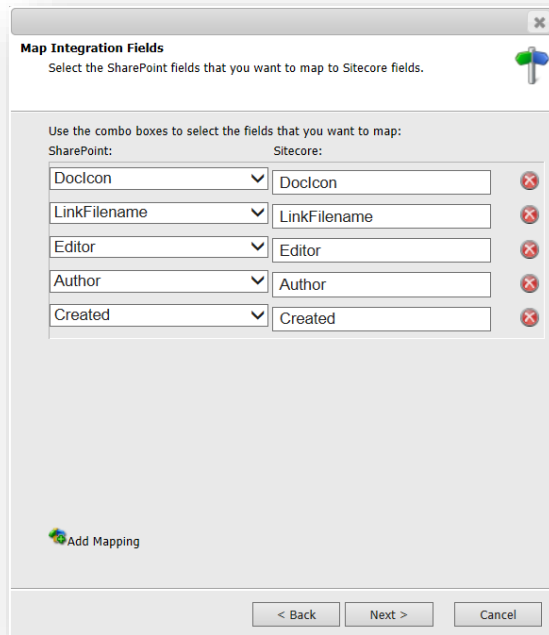 Map Integration Fields
Select the SharePoint fields that you want to map to Sitecore fields.
Use the combo boxes to select the fields that you want to map:
SharePoint: Sitecore:
DocIcon DocIcon
LinkFilename LinkFilename
Editor Editor
Author Author
Created Created
Add Mapping
< Back Next > Cancel